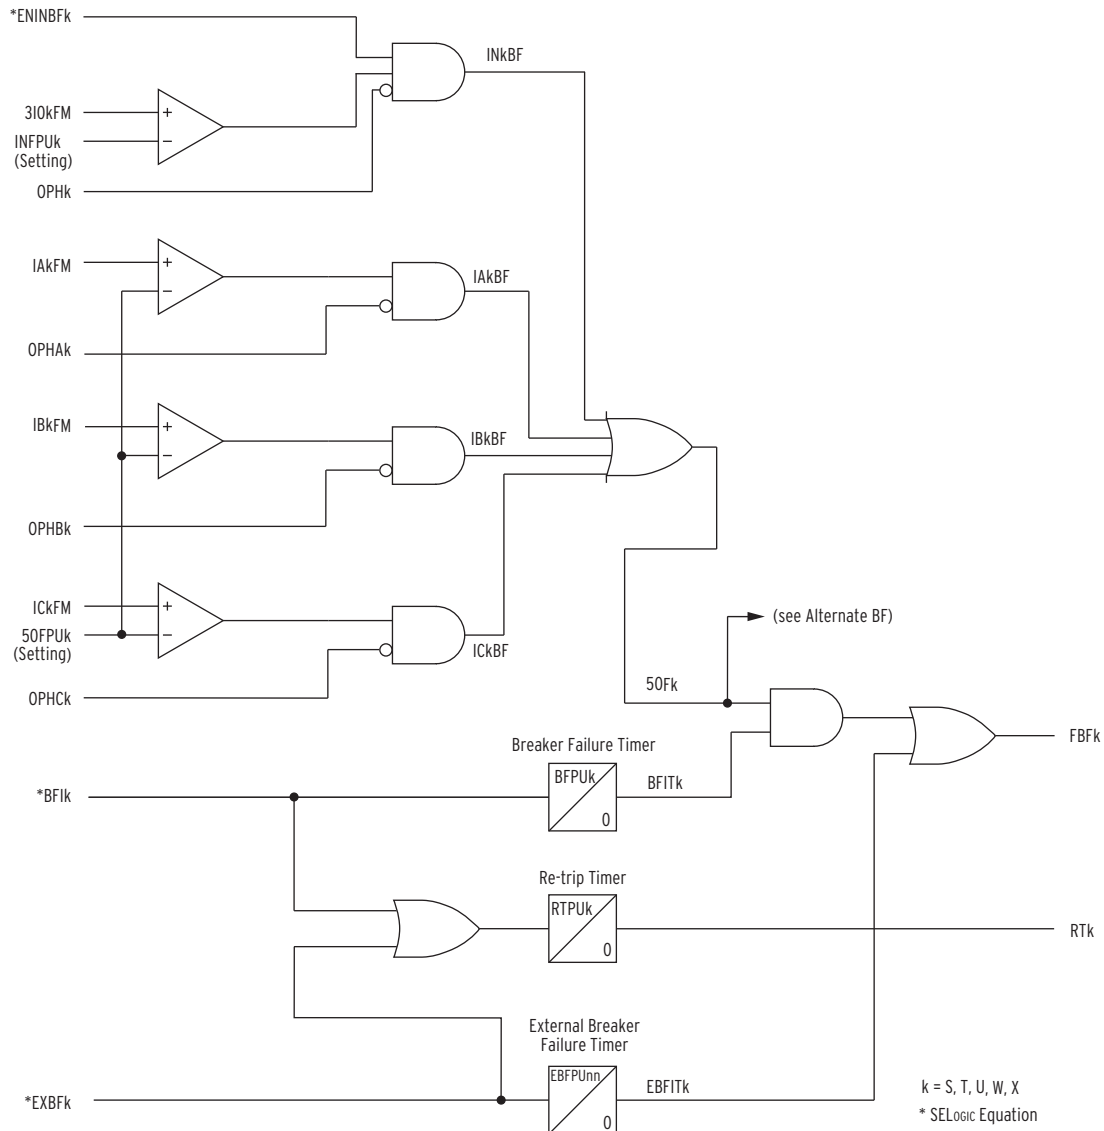 *ENINBFk
INkBF
3I0kFM
+
INFPUk
(Setting)
–
OPHk
IAkFM
+
–
IAkBF
OPHAk
IBkFM
+
–
IBkBF
OPHBk
ICkFM
+
50FPUk
(Setting)
–
ICkBF
OPHCk
(see Alternate BF)
50Fk
FBFk
Breaker Failure Timer
BFPUk
0
BFITk
*BFIk
Re-trip Timer
RTPUk
0
RTk
External Breaker
Failure Timer
EBFPUnn
0
EBFITk
*EXBFk
k = S, T, U, W, X
* SELOGIC Equation